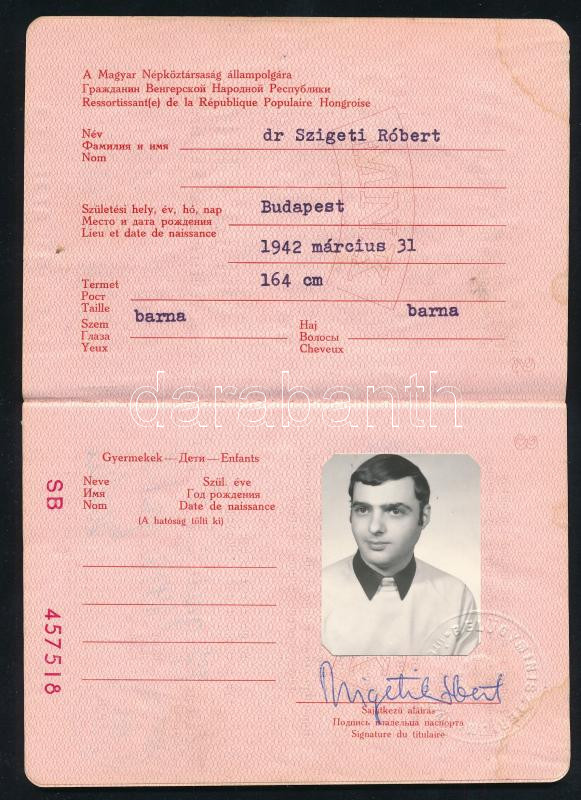 A Magyar Népköztársaság állampolgára
Гражданин Венгерской Народной Республики
Ressortissant(e) de la République Populaire Hongroise
Név
Фамилия и имя
Nom
dr Szigeti Róbert
Születési hely, év, hó, nap
Место и дата рождения
Lieu et date de naissance
Budapest
1942 március 31
Termet
Рост
Taille
164 cm
Szem
Глаза
Yeux
barna
Haj
Волосы
Cheveux
barna
2
darabanth
3
Gyermekek — Дети — Enfants
Neve
Имя
Nom
Szül. éve
Год рождения
Date de naissance
(A hatóság tölti ki)
SB 457518
Szigeti Róbert
Sajátkezű aláírás
Подпись владельца паспорта
Signature du titulaire